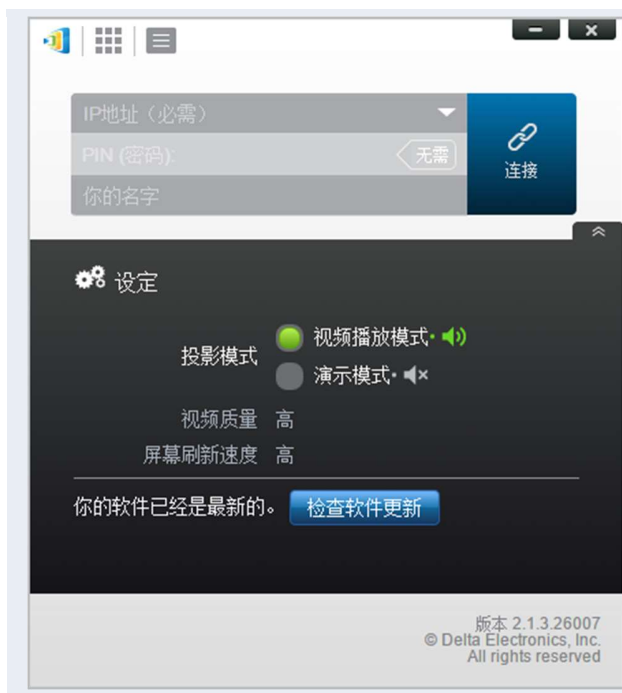 IP地址（必需）
PIN (密码):
无需
你的名字
连接
设定
投影模式
视频播放模式·
演示模式·
视频质量 高
屏幕刷新速度 高
你的软件已经是最新的。 检查软件更新
版本 2.1.3.26007
© Delta Electronics, Inc.
All rights reserved